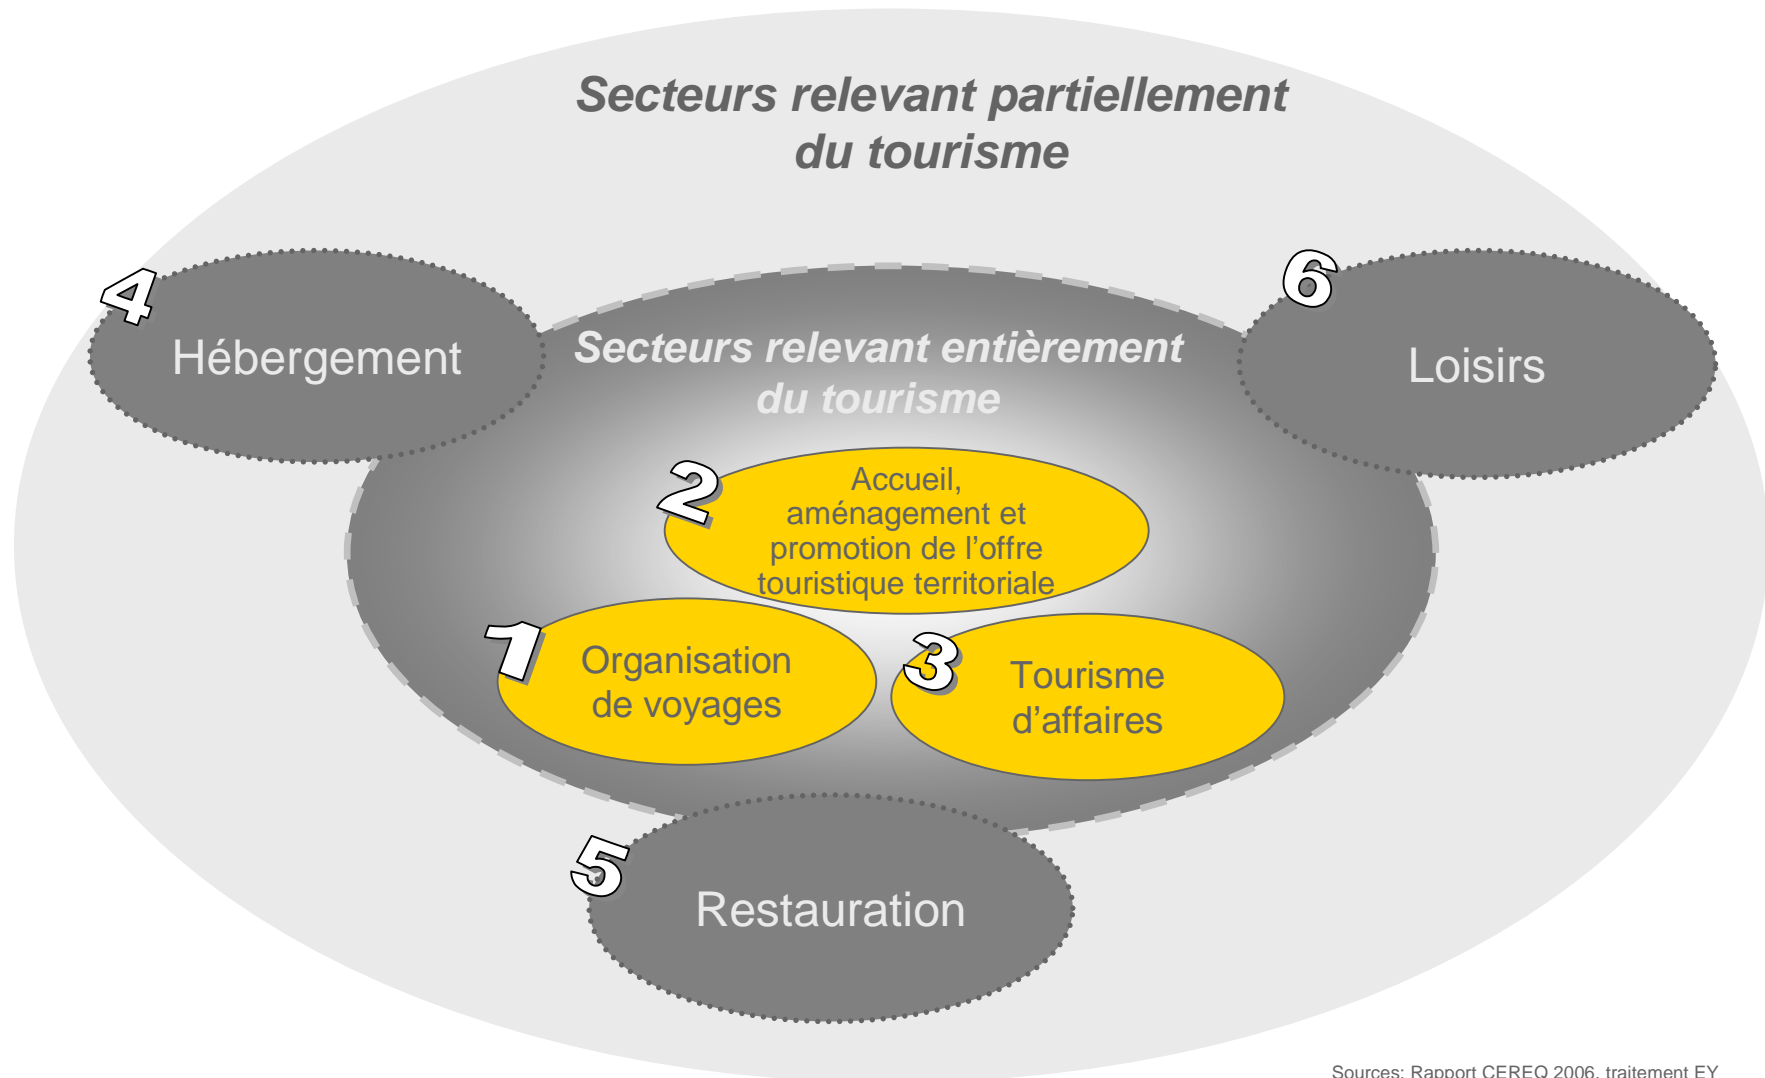 Secteurs relevant partiellement
du tourisme
4
Hébergement
6
Loisirs
Secteurs relevant entièrement
du tourisme
2
Accueil,
aménagement et
promotion de l’offre
touristique territoriale
1
Organisation
de voyages
3
Tourisme
d’affaires
5
Restauration
Sources: Rapport CEREQ 2006, traitement EY